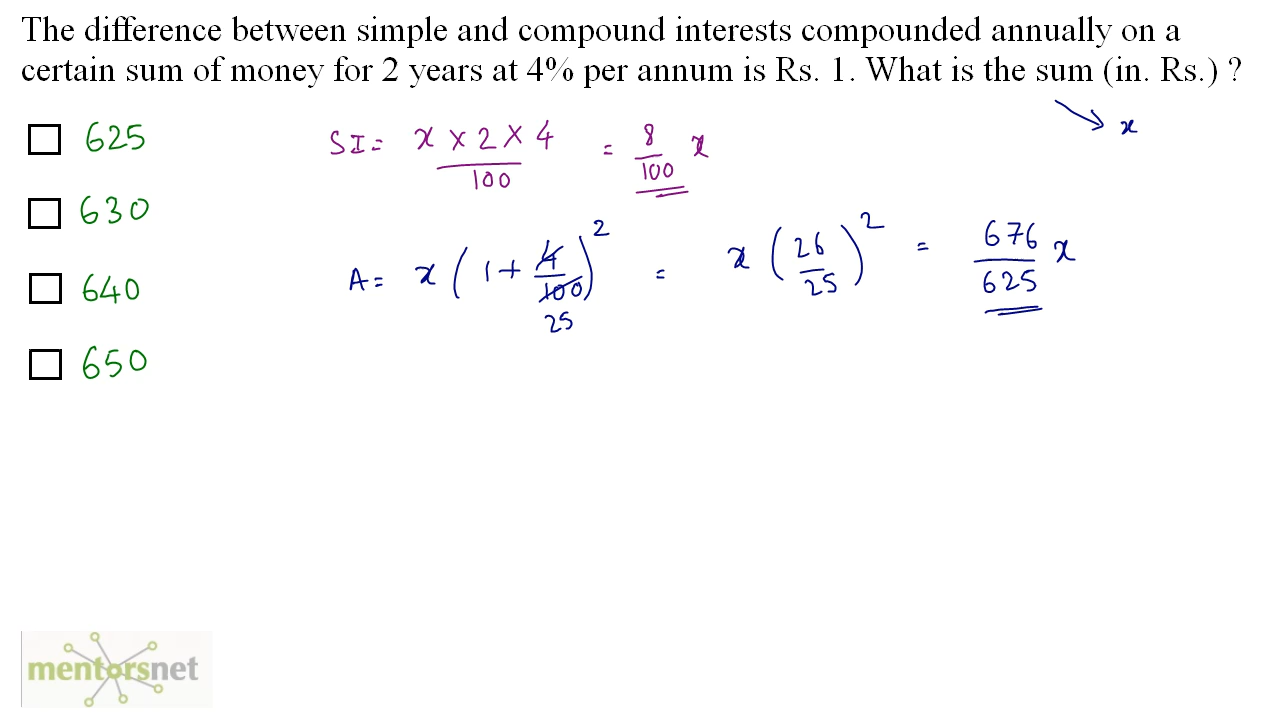 The difference between simple and compound interests compounded annually on a
certain sum of money for 2 years at 4% per annum is Rs. 1. What is the sum (in. Rs.) ?
x
625
SI = x × 2 × 4 / 100 = 8/100 x
630
A = x ( 1 + 4/100 )² = x ( 26/25 )² = 676/625 x
25
640
650
mentorsnet